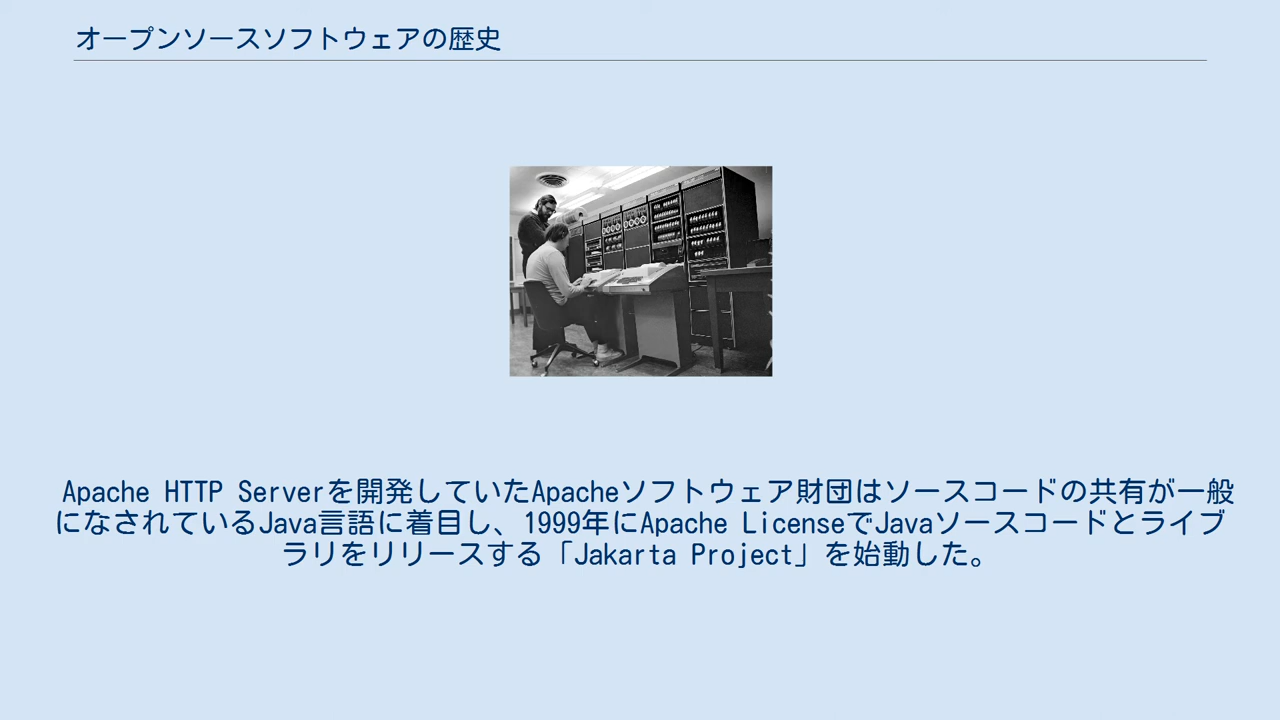 オープンソースソフトウェアの歴史
Apache HTTP Serverを開発していたApacheソフトウェア財団はソースコードの共有が一般
になされているJava言語に着目し、1999年にApache LicenseでJavaソースコードとライブ
ラリをリリースする「Jakarta Project」を始動した。